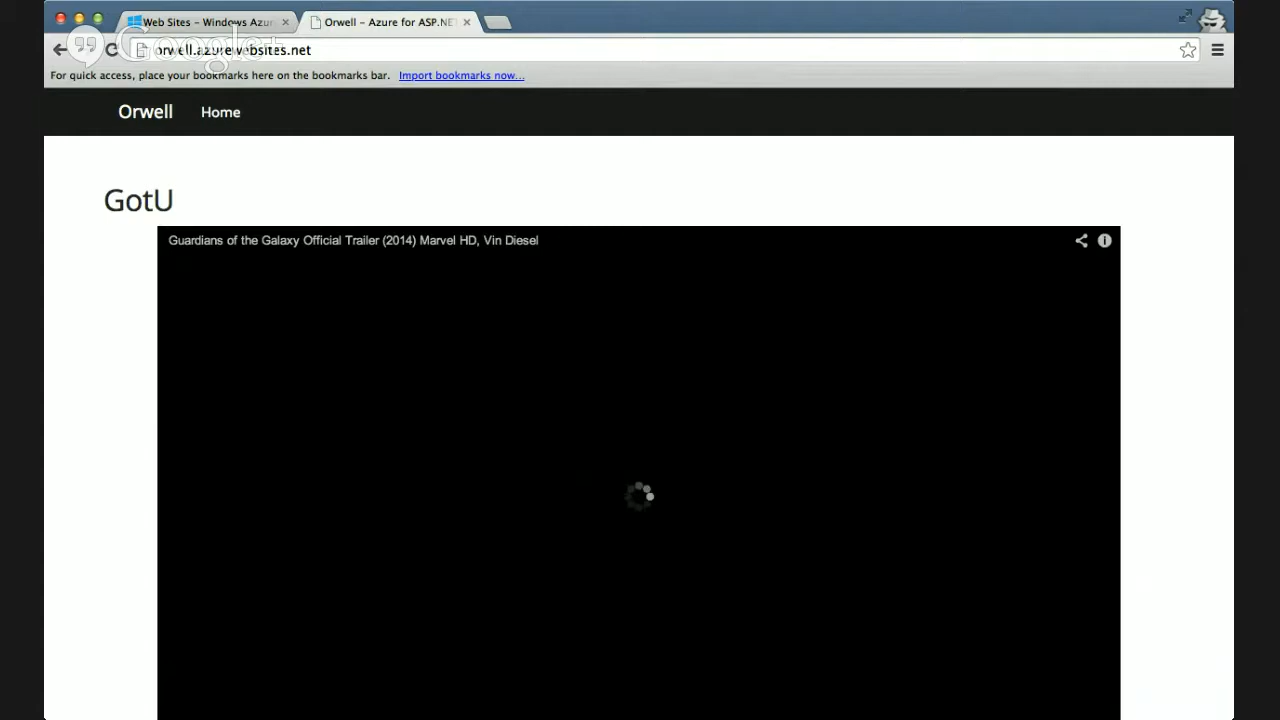 Web Sites – Windows Azur
Orwell – Azure for ASP.NET
Google+
orwell.azurewebsites.net
For quick access, place your bookmarks here on the bookmarks bar. Import bookmarks now...
Orwell Home
GotU
Guardians of the Galaxy Official Trailer (2014) Marvel HD, Vin Diesel